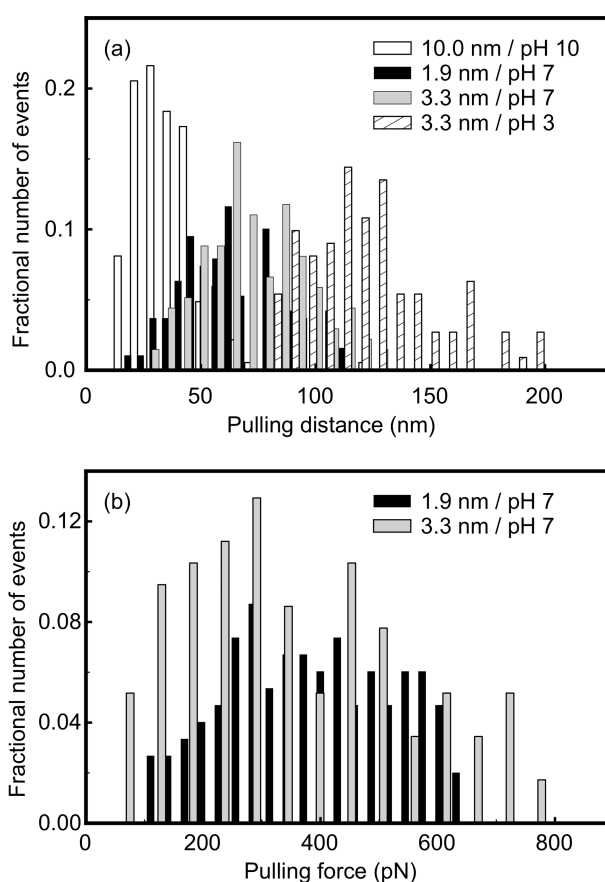 (a)
10.0 nm / pH 10
1.9 nm / pH 7
3.3 nm / pH 7
3.3 nm / pH 3
Fractional number of events
0.2
0.1
0.0
0 50 100 150 200
Pulling distance (nm)
(b)
1.9 nm / pH 7
3.3 nm / pH 7
Fractional number of events
0.12
0.08
0.04
0.00
0 200 400 600 800
Pulling force (pN)